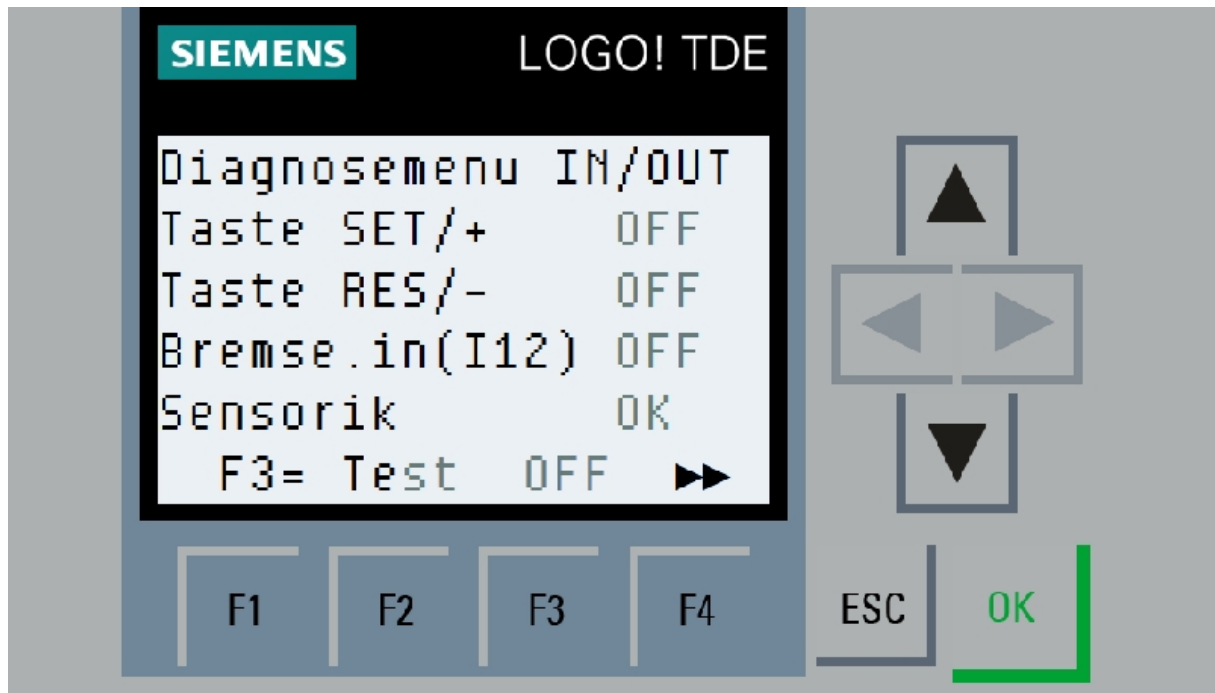 SIEMENS LOGO! TDE
Diagnosemenu IN/OUT
Taste SET/+ OFF
Taste RES/- OFF
Bremse.in(I12) OFF
Sensorik OK
F3= Test OFF
F1 F2 F3 F4 ESC OK